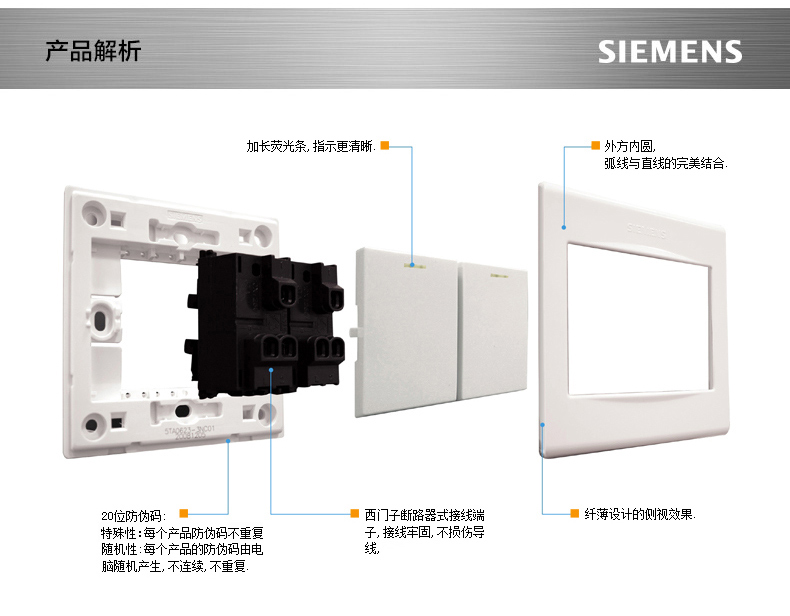 产品解析
SIEMENS
加长荧光条, 指示更清晰.
外方内圆,
弧线与直线的完美结合.
SIEMENS
20位防伪码:
特殊性: 每个产品防伪码不重复
随机性: 每个产品的防伪码由电
脑随机产生, 不连续, 不重复.
西门子断路器式接线端
子, 接线牢固, 不损伤导
线,
纤薄设计的侧视效果.